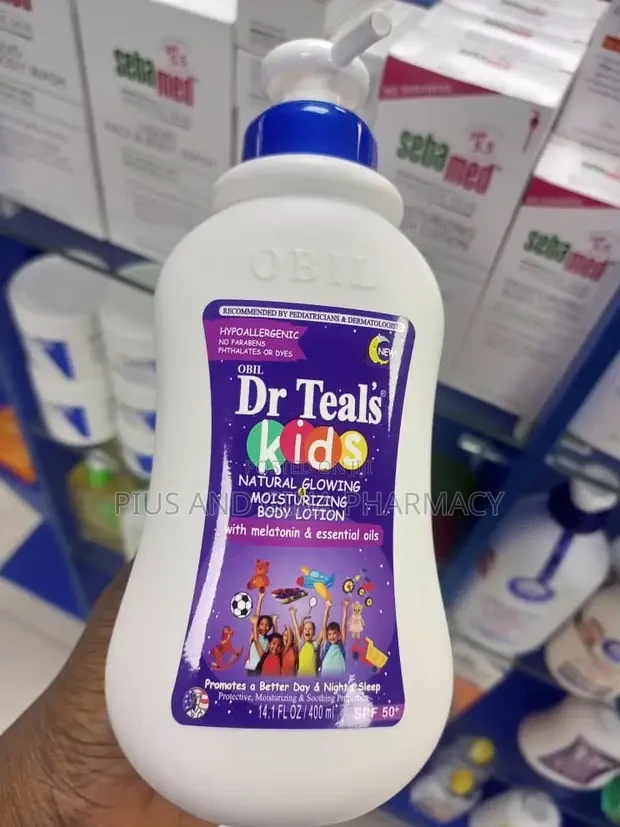 sebamed
sebamed
sebamed
OBIL
RECOMMENDED BY PEDIATRICIANS & DERMATOLOGISTS
HYPOALLERGENIC
NO PARABENS
PHTHALATES OR DYES
NEW
OBIL
Dr Teal's®
kids
NATURAL GLOWING
&
MOISTURIZING
BODY LOTION
PIUS AND PHARMACY
with melatonin & essential oils
Promotes a Better Day & Night's Sleep
Protective, Moisturizing & Soothing
14.1 FL OZ/400 ml
SPF 50+